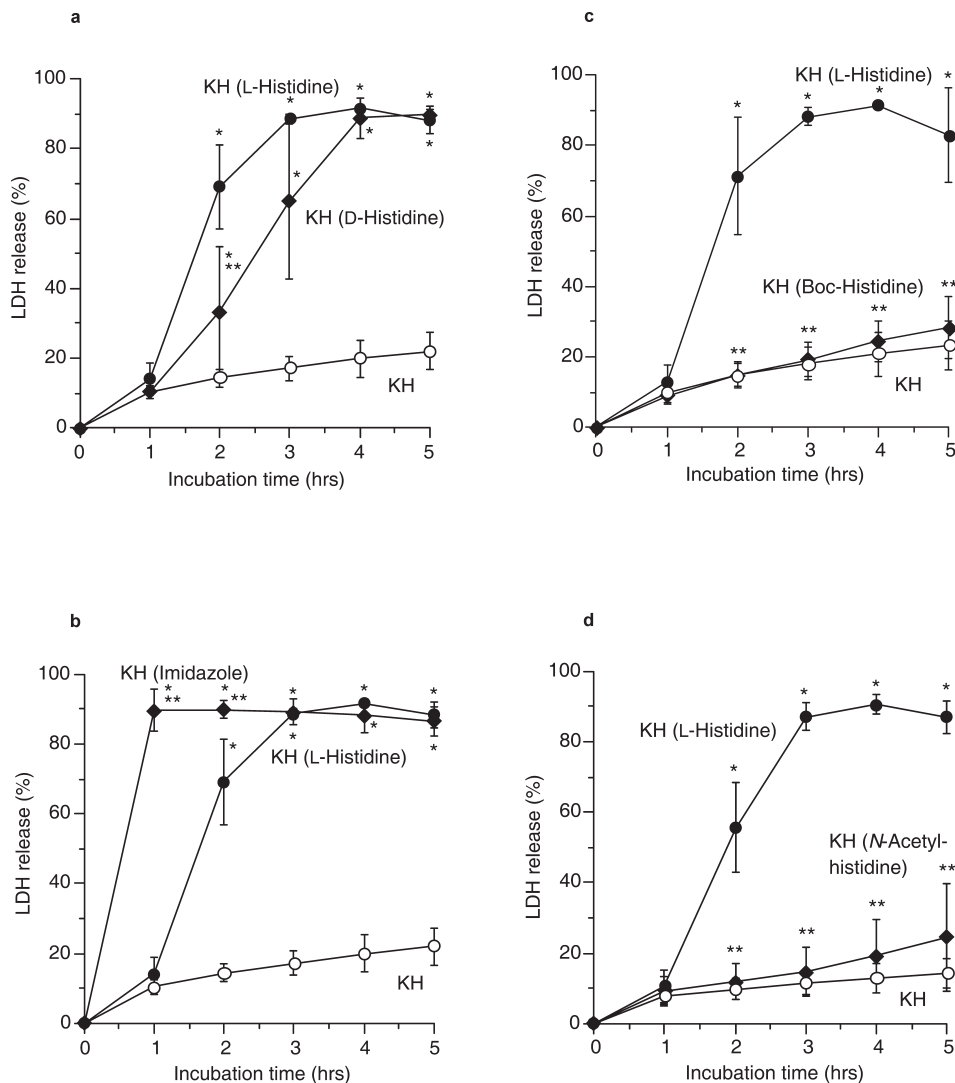 a
100
80
60
40
20
0
LDH release (%)
KH (L-Histidine)
*
*
*
*
*
*
*
*
**
*
KH (D-Histidine)
KH
0 1 2 3 4 5
Incubation time (hrs)
c
100
80
60
40
20
0
LDH release (%)
KH (L-Histidine)
*
*
*
*
KH (Boc-Histidine)
**
**
**
**
KH
0 1 2 3 4 5
Incubation time (hrs)
b
100
80
60
40
20
0
LDH release (%)
KH (Imidazole)
*
**
*
**
*
*
*
*
*
*
*
KH (L-Histidine)
KH
0 1 2 3 4 5
Incubation time (hrs)
d
100
80
60
40
20
0
LDH release (%)
KH (L-Histidine)
*
*
*
*
KH (N-Acetyl-
histidine)
**
**
**
**
KH
0 1 2 3 4 5
Incubation time (hrs)